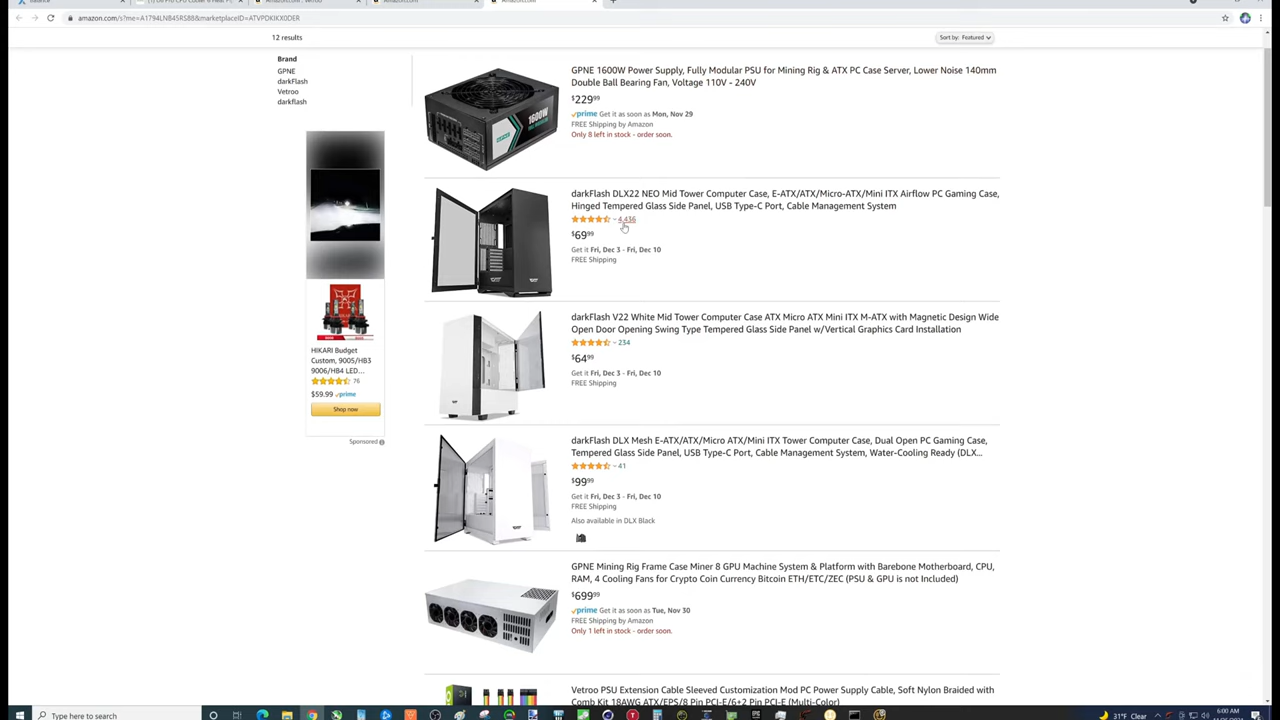 amazon.com/s?me=A1794LNB45RS8B&marketplaceID=ATVPDKIKX0DER
12 results
Sort by: Featured
Brand
GPNE
darkFlash
Vetroo
darkflash
HIKARI Budget
Custom, 9005/HB3
9006/HB4 LED...
76
$59.99 prime
Shop now
Sponsored
GPNE 1600W Power Supply, Fully Modular PSU for Mining Rig & ATX PC Case Server, Lower Noise 140mm
Double Ball Bearing Fan, Voltage 110V - 240V
$229.99
prime Get it as soon as Mon, Nov 29
FREE Shipping by Amazon
Only 8 left in stock - order soon.
1600W
darkFlash DLX22 NEO Mid Tower Computer Case, E-ATX/ATX/Micro-ATX/Mini ITX Airflow PC Gaming Case,
Hinged Tempered Glass Side Panel, USB Type-C Port, Cable Management System
4,436
$69.99
Get it Fri, Dec 3 - Fri, Dec 10
FREE Shipping
darkFlash V22 White Mid Tower Computer Case ATX Micro ATX Mini ITX M-ATX with Magnetic Design Wide
Open Door Opening Swing Type Tempered Glass Side Panel w/Vertical Graphics Card Installation
234
$64.99
Get it Fri, Dec 3 - Fri, Dec 10
FREE Shipping
darkFlash DLX Mesh E-ATX/ATX/Micro ATX/Mini ITX Tower Computer Case, Dual Open PC Gaming Case,
Tempered Glass Side Panel, USB Type-C Port, Cable Management System, Water-Cooling Ready (DLX...
41
$99.99
Get it Fri, Dec 3 - Fri, Dec 10
FREE Shipping
Also available in DLX Black
GPNE Mining Rig Frame Case Miner 8 GPU Machine System & Platform with Barebone Motherboard, CPU,
RAM, 4 Cooling Fans for Crypto Coin Currency Bitcoin ETH/ETC/ZEC (PSU & GPU is not Included)
$699.99
prime Get it as soon as Tue, Nov 30
FREE Shipping by Amazon
Only 1 left in stock - order soon.
Vetroo PSU Extension Cable Sleeved Customization Mod PC Power Supply Cable, Soft Nylon Braided with
Comb Kit 18AWG ATX/EPS/8 Pin PCI-E/6+2 Pin PCI-E (Multi-Color)
Type here to search
31°F Clear
6:00 AM